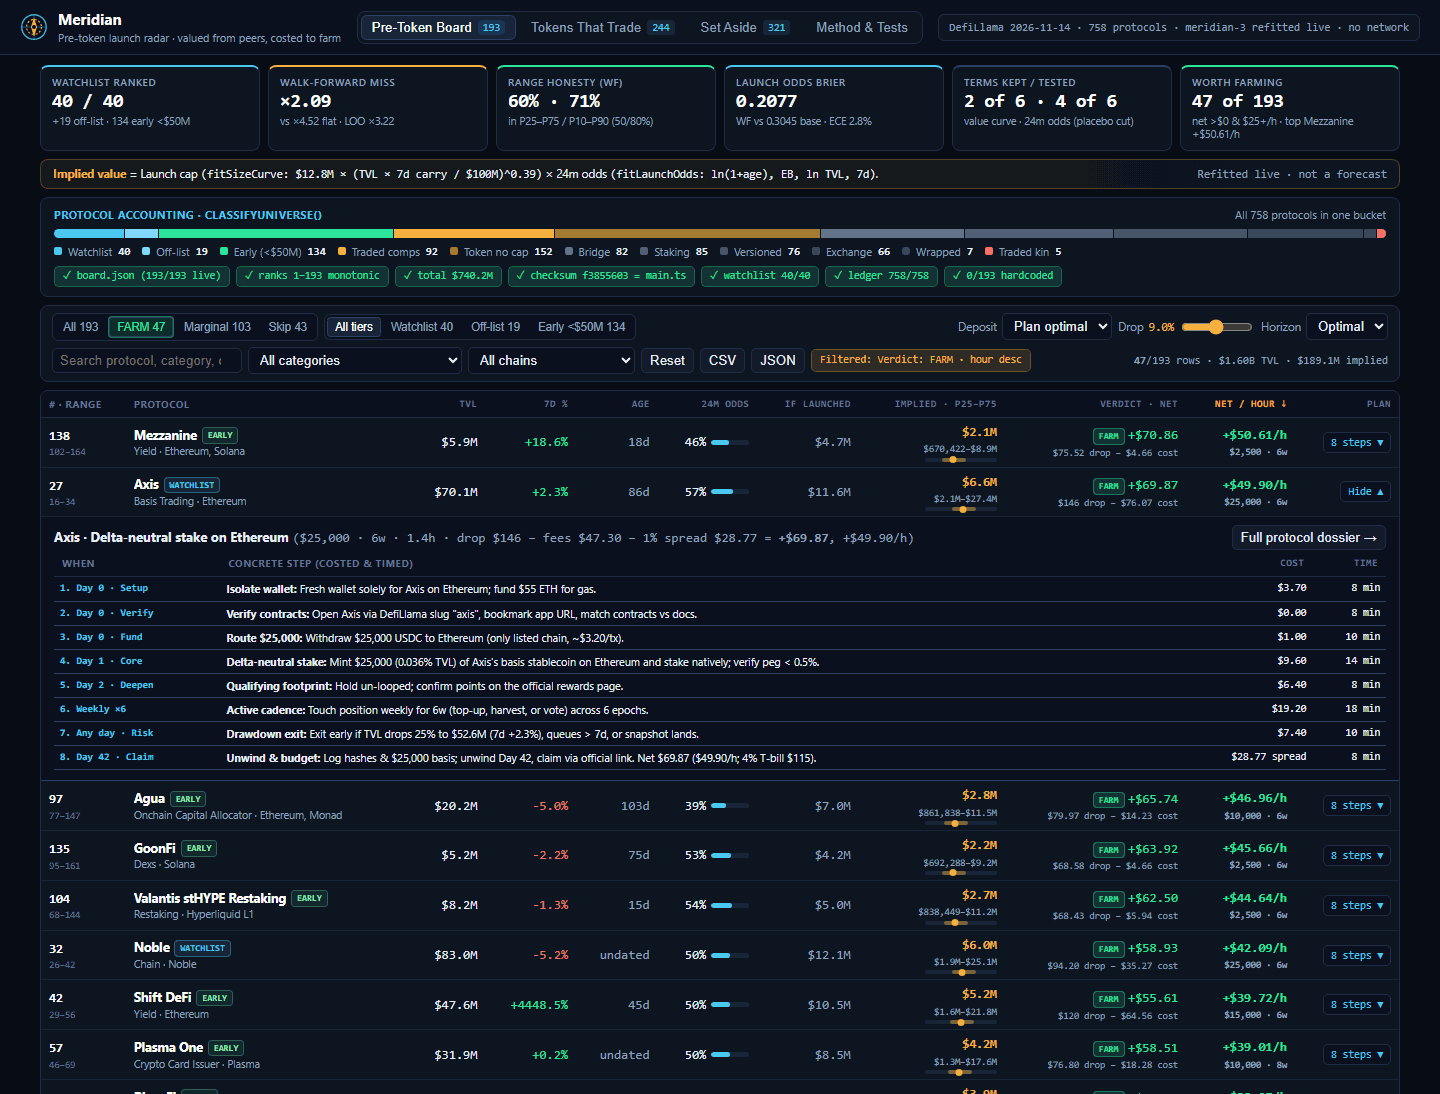 Meridian
Pre-token launch radar · valued from peers, costed to farm
Pre-Token Board 193
Tokens That Trade 244
Set Aside 321
Method & Tests
DefiLlama 2026-11-14 · 758 protocols · meridian-3 refitted live · no network
WATCHLIST RANKED
40 / 40
+19 off-list · 134 early <$50M
WALK-FORWARD MISS
×2.09
vs ×4.52 flat · LOO ×3.22
RANGE HONESTY (WF)
60% · 71%
in P25–P75 / P10–P90 (50/80%)
LAUNCH ODDS BRIER
0.2077
WF vs 0.3045 base · ECE 2.8%
TERMS KEPT / TESTED
2 of 6 · 4 of 6
value curve · 24m odds (placebo cut)
WORTH FARMING
47 of 193
net >$0 & $25+/h · top Mezzanine
+$50.61/h
Implied value = Launch cap (fitSizeCurve: $12.8M × (TVL × 7d carry / $100M)^0.39) × 24m odds (fitLaunchOdds: ln(1+age), EB, ln TVL, 7d).
Refitted live · not a forecast
PROTOCOL ACCOUNTING · CLASSIFYUNIVERSE()
All 758 protocols in one bucket
Watchlist 40 Off-list 19 Early (<$50M) 134 Traded comps 92 Token no cap 152 Bridge 82 Staking 85 Versioned 76 Exchange 66 Wrapped 7 Traded kin 5
✓ board.json (193/193 live) ✓ ranks 1–193 monotonic ✓ total $740.2M ✓ checksum f3855603 = main.ts ✓ watchlist 40/40 ✓ ledger 758/758 ✓ 0/193 hardcoded
All 193 FARM 47 Marginal 103 Skip 43 All tiers Watchlist 40 Off-list 19 Early <$50M 134 Deposit Plan optimal Drop 9.0% Horizon Optimal
Search protocol, category, c All categories All chains Reset CSV JSON Filtered: Verdict: FARM · hour desc 47/193 rows · $1.60B TVL · $189.1M implied
# · RANGE PROTOCOL TVL 7D % AGE 24M ODDS IF LAUNCHED IMPLIED · P25–P75 VERDICT · NET NET / HOUR ↓ PLAN
138 Mezzanine EARLY $5.9M +18.6% 18d 46% $4.7M $2.1M FARM +$70.86 +$50.61/h 8 steps ▼
102–164 Yield · Ethereum, Solana $670,422–$8.9M $75.52 drop – $4.66 cost $2,500 · 6w
27 Axis WATCHLIST $70.1M +2.3% 86d 57% $11.6M $6.6M FARM +$69.87 +$49.90/h Hide ▲
16–34 Basis Trading · Ethereum $2.1M–$27.4M $146 drop – $76.07 cost $25,000 · 6w
Axis · Delta-neutral stake on Ethereum ($25,000 · 6w · 1.4h · drop $146 – fees $47.30 – 1% spread $28.77 = +$69.87, +$49.90/h) Full protocol dossier →
WHEN CONCRETE STEP (COSTED & TIMED) COST TIME
1. Day 0 · Setup Isolate wallet: Fresh wallet solely for Axis on Ethereum; fund $55 ETH for gas. $3.70 8 min
2. Day 0 · Verify Verify contracts: Open Axis via DefiLlama slug "axis", bookmark app URL, match contracts vs docs. $0.00 8 min
3. Day 0 · Fund Route $25,000: Withdraw $25,000 USDC to Ethereum (only listed chain, ~$3.20/tx). $1.00 10 min
4. Day 1 · Core Delta-neutral stake: Mint $25,000 (0.036% TVL) of Axis's basis stablecoin on Ethereum and stake natively; verify peg < 0.5%. $9.60 14 min
5. Day 2 · Deepen Qualifying footprint: Hold un-looped; confirm points on the official rewards page. $6.40 8 min
6. Weekly ×6 Active cadence: Touch position weekly for 6w (top-up, harvest, or vote) across 6 epochs. $19.20 18 min
7. Any day · Risk Drawdown exit: Exit early if TVL drops 25% to $52.6M (7d +2.3%), queues > 7d, or snapshot lands. $7.40 10 min
8. Day 42 · Claim Unwind & budget: Log hashes & $25,000 basis; unwind Day 42, claim via official link. Net $69.87 ($49.90/h; 4% T-bill $115). $28.77 spread 8 min
97 Agua EARLY $20.2M -5.0% 103d 39% $7.0M $2.8M FARM +$65.74 +$46.96/h 8 steps ▼
77–147 Onchain Capital Allocator · Ethereum, Monad $861,838–$11.5M $79.97 drop – $14.23 cost $10,000 · 6w
135 GoonFi EARLY $5.2M -2.2% 75d 53% $4.2M $2.2M FARM +$63.92 +$45.66/h 8 steps ▼
95–161 Dexs · Solana $692,288–$9.2M $68.58 drop – $4.66 cost $2,500 · 6w
104 Valantis stHYPE Restaking EARLY $8.2M -1.3% 15d 54% $5.0M $2.7M FARM +$62.50 +$44.64/h 8 steps ▼
68–144 Restaking · Hyperliquid L1 $838,449–$11.2M $68.43 drop – $5.94 cost $2,500 · 6w
32 Noble WATCHLIST $83.0M -5.2% undated 50% $12.1M $6.0M FARM +$58.93 +$42.09/h 8 steps ▼
26–42 Chain · Noble $1.9M–$25.1M $94.20 drop – $35.27 cost $25,000 · 6w
42 Shift DeFi EARLY $47.6M +4448.5% 45d 50% $10.5M $5.2M FARM +$55.61 +$39.72/h 8 steps ▼
29–56 Yield · Ethereum $1.6M–$21.8M $120 drop – $64.56 cost $15,000 · 6w
57 Plasma One EARLY $31.9M +0.2% undated 50% $8.5M $4.2M FARM +$58.51 +$39.01/h 8 steps ▼
46–69 Crypto Card Issuer · Plasma $1.3M–$17.6M $76.80 drop – $18.28 cost $10,000 · 8w